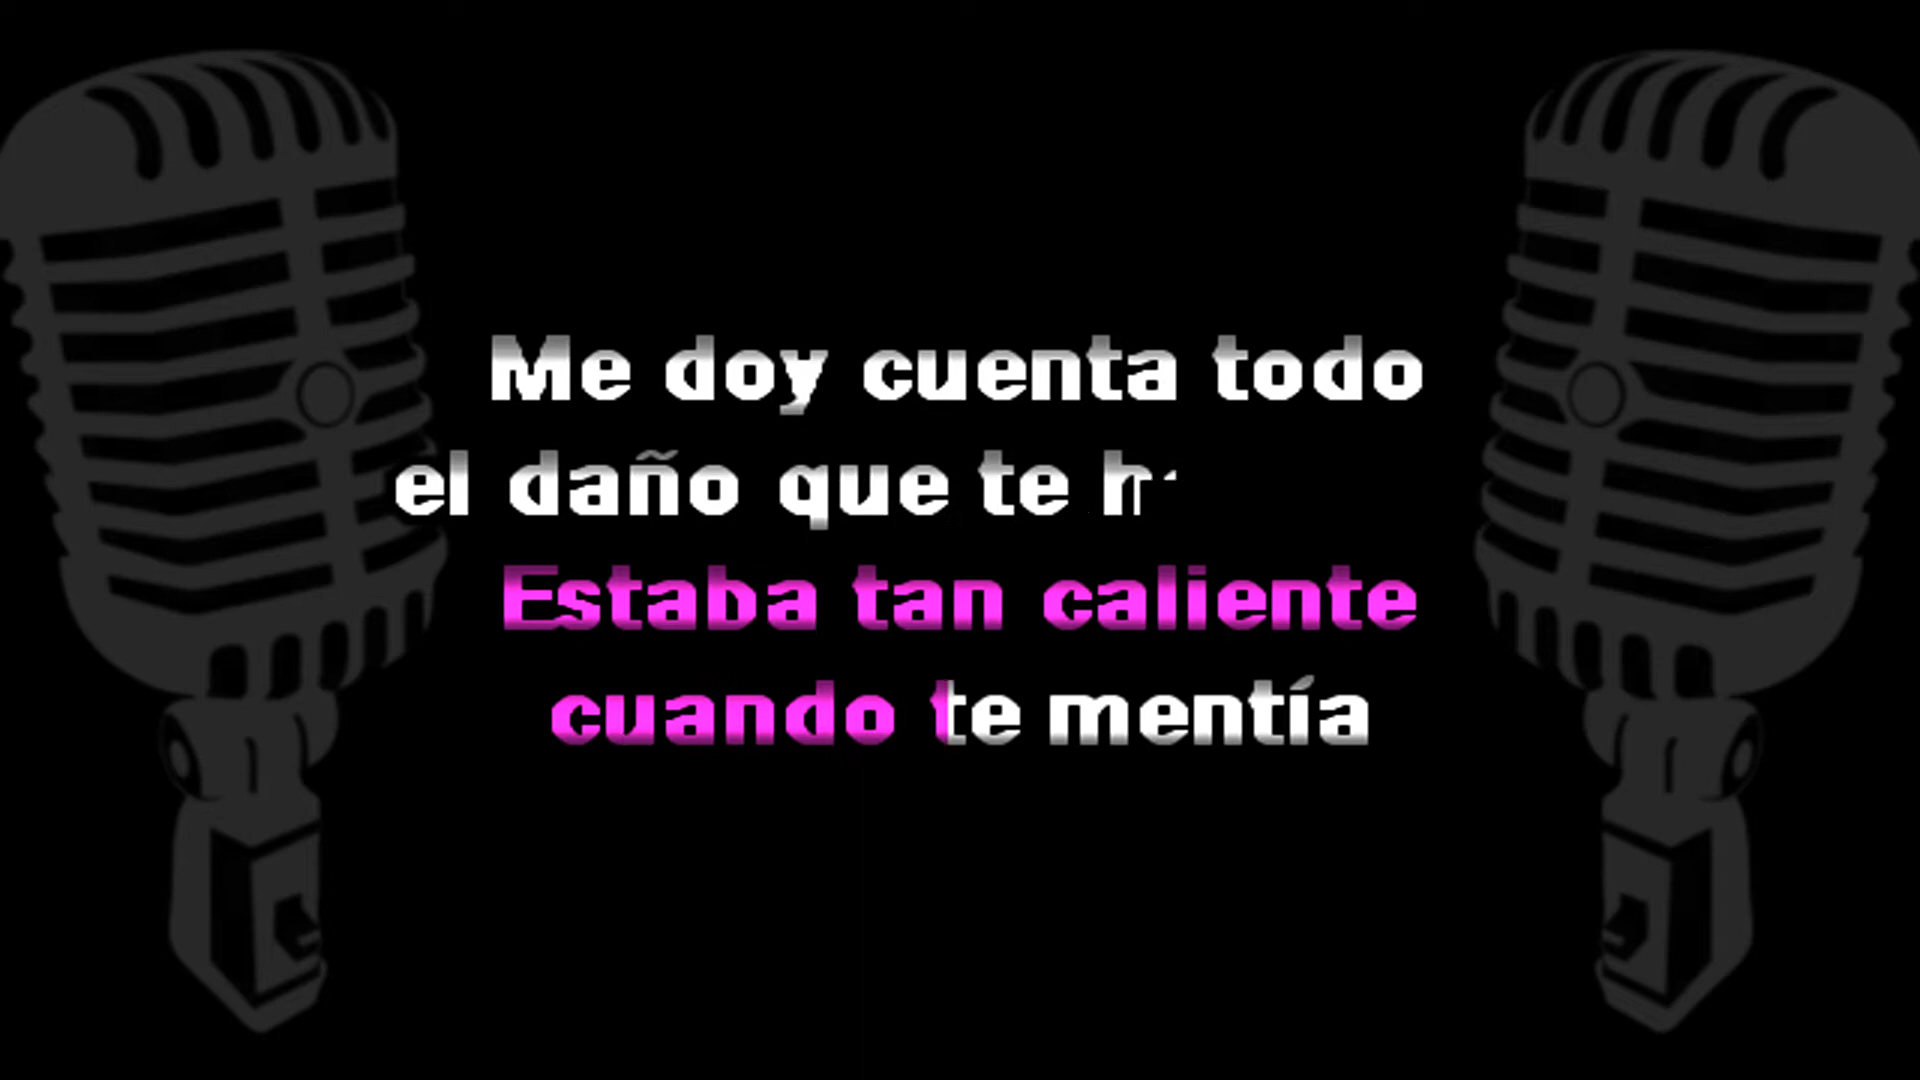 Me doy cuenta todo
el daño que te
Estaba tan caliente
cuando te mentía